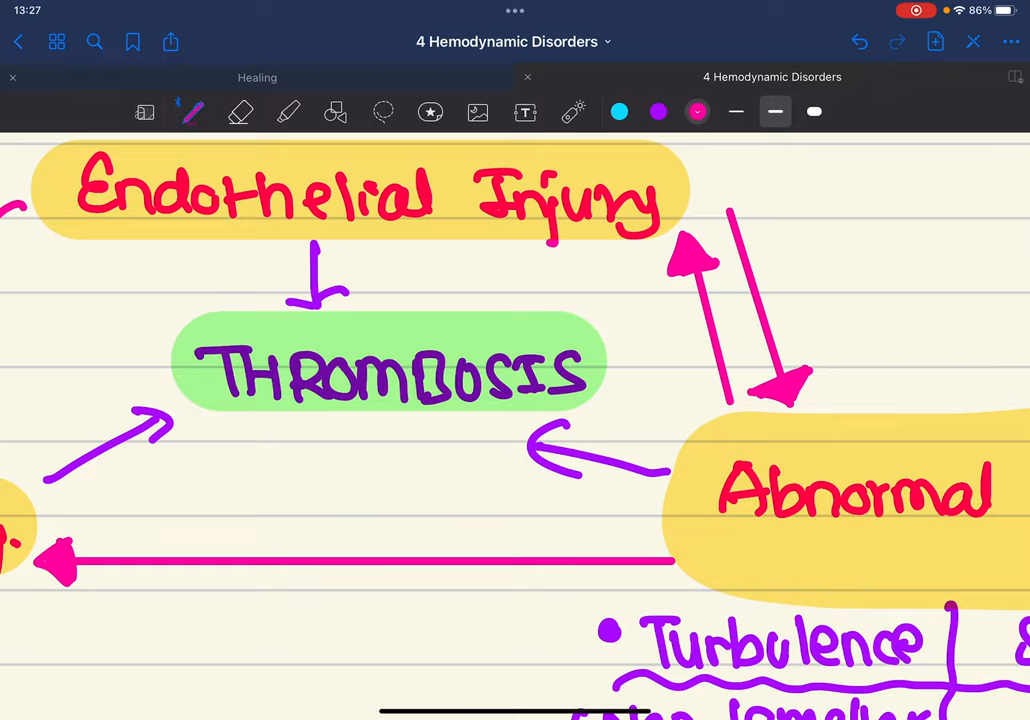 13:27
86%
4 Hemodynamic Disorders
Healing
4 Hemodynamic Disorders
Endothelial Injury
THROMBOSIS
Abnormal
Turbulence